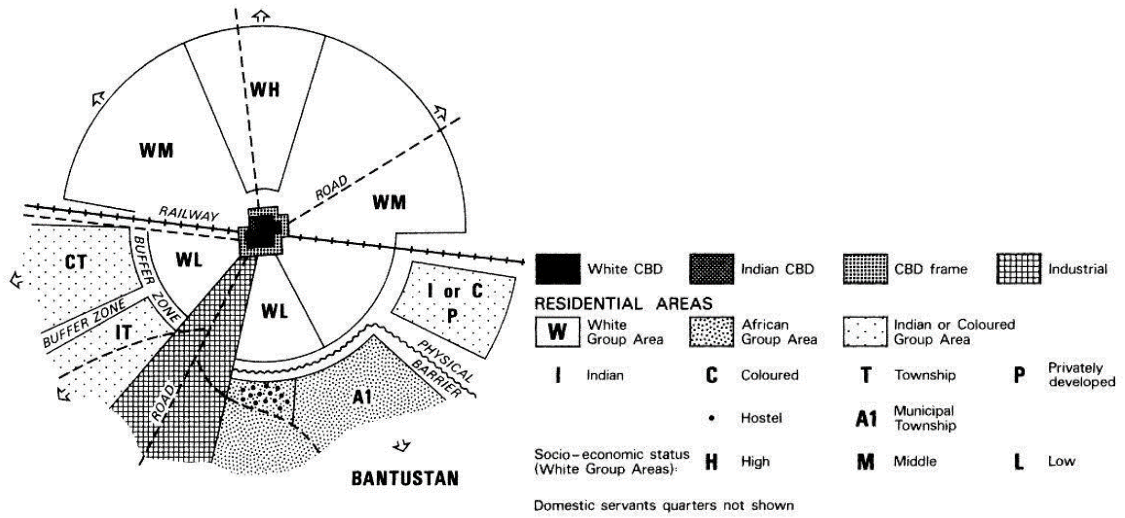 WH
WM
ROAD
WM
RAILWAY
CT
BUFFER ZONE
WL
BUFFER ZONE
IT
WL
I or C
P
PHYSICAL
BARRIER
ROAD
A1
BANTUSTAN
White CBD
Indian CBD
CBD frame
Industrial
RESIDENTIAL AREAS
W White
Group Area
African
Group Area
Indian or Coloured
Group Area
I Indian
C Coloured
T Township
P Privately
developed
Hostel
A1 Municipal
Township
Socio-economic status
(White Group Areas):
H High
M Middle
L Low
Domestic servants quarters not shown